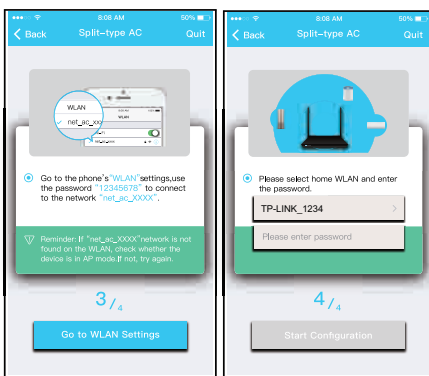 8:08 AM
50%
Back
Split-type AC
Quit
WLAN
net_ac_xxx
WLAN
Go to the phone's"WLAN"settings,use
the password "12345678" to connect
to the network "net_ac_XXXX".
Reminder: If "net_ac_XXXX"network is not
found on the WLAN, check whether the
device is in AP mode.If not, try again.
3/4
Go to WLAN Settings
8:08 AM
50%
Back
Split-type AC
Quit
Please select home WLAN and enter
the password.
TP-LINK_1234
Please enter password
4/4
Start Configuration